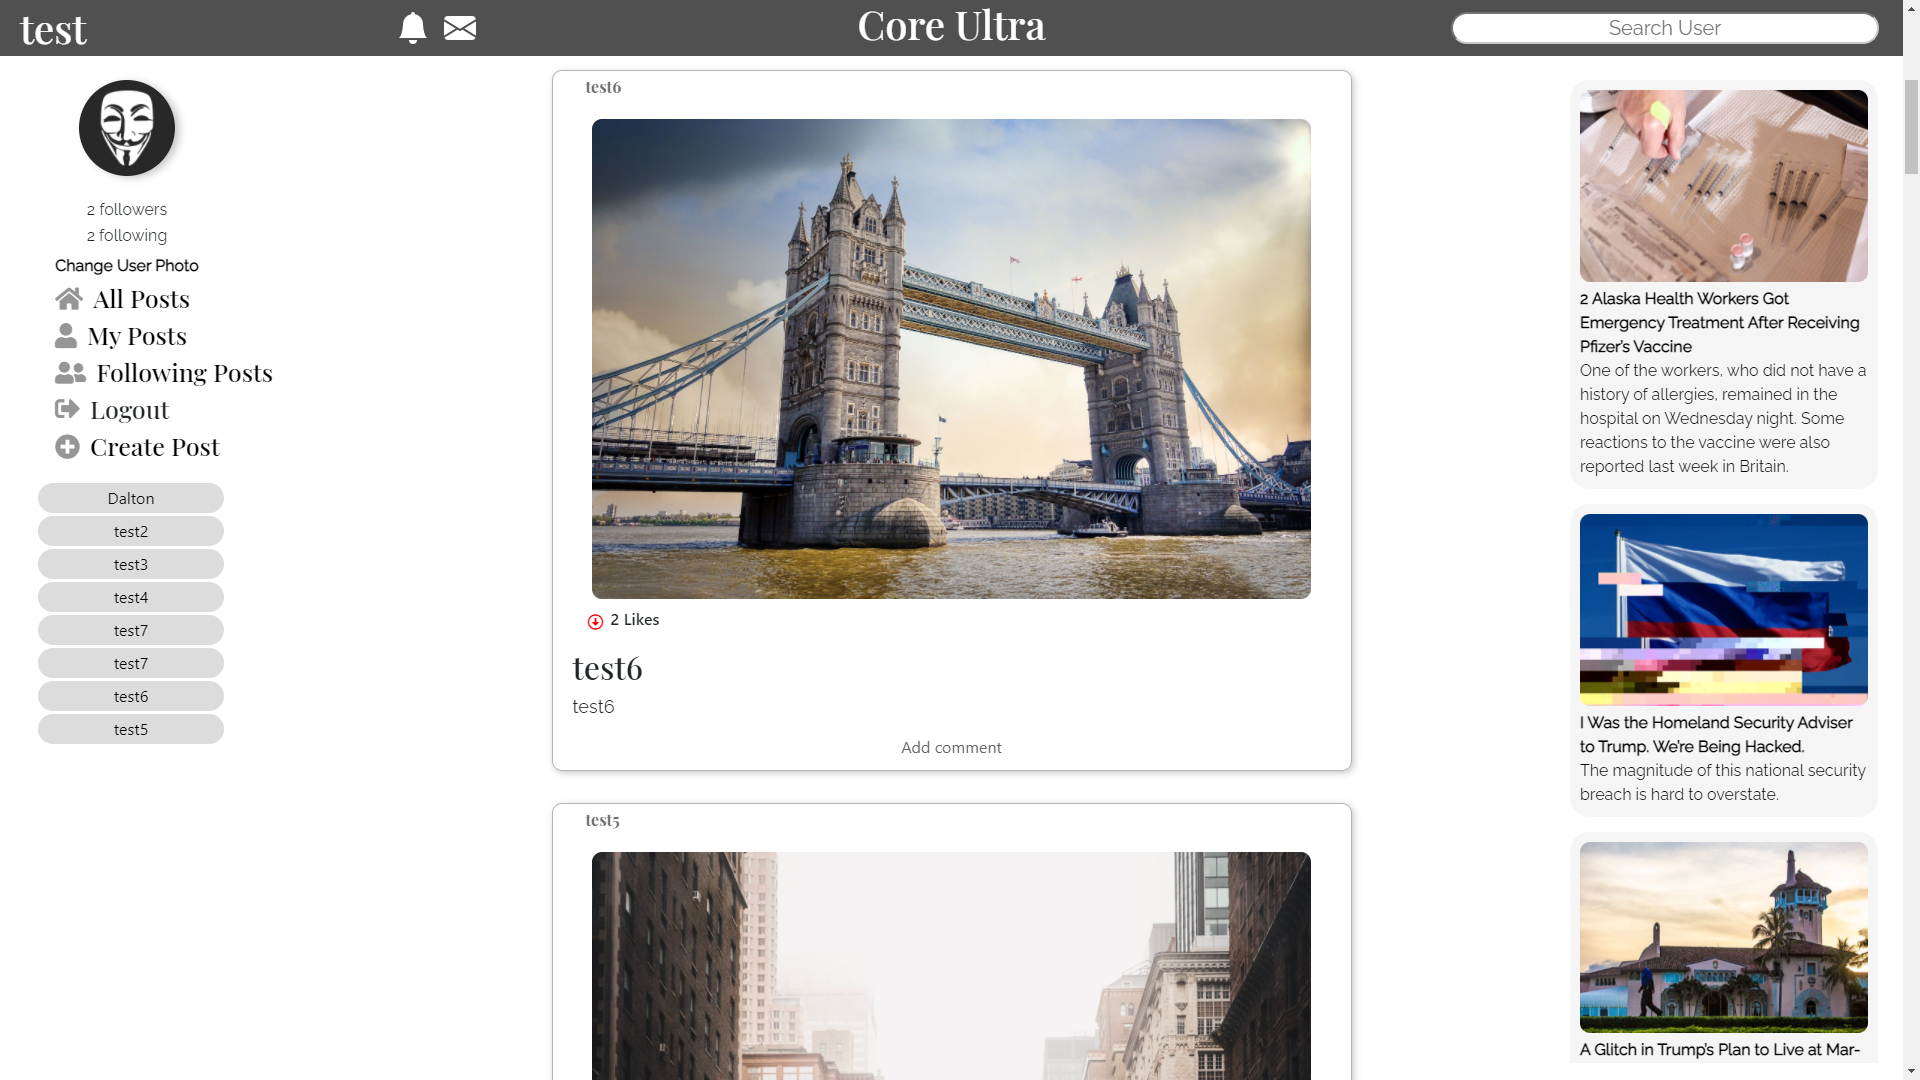 test
Core Ultra
Search User
2 followers
2 following
Change User Photo
All Posts
My Posts
Following Posts
Logout
Create Post
Dalton
test2
test3
test4
test7
test7
test6
test5
test6
2 Likes
test6
test6
Add comment
test5
2 Alaska Health Workers Got
Emergency Treatment After Receiving
Pfizer’s Vaccine
One of the workers, who did not have a
history of allergies, remained in the
hospital on Wednesday night. Some
reactions to the vaccine were also
reported last week in Britain.
I Was the Homeland Security Adviser
to Trump. We’re Being Hacked.
The magnitude of this national security
breach is hard to overstate.
A Glitch in Trump’s Plan to Live at Mar-